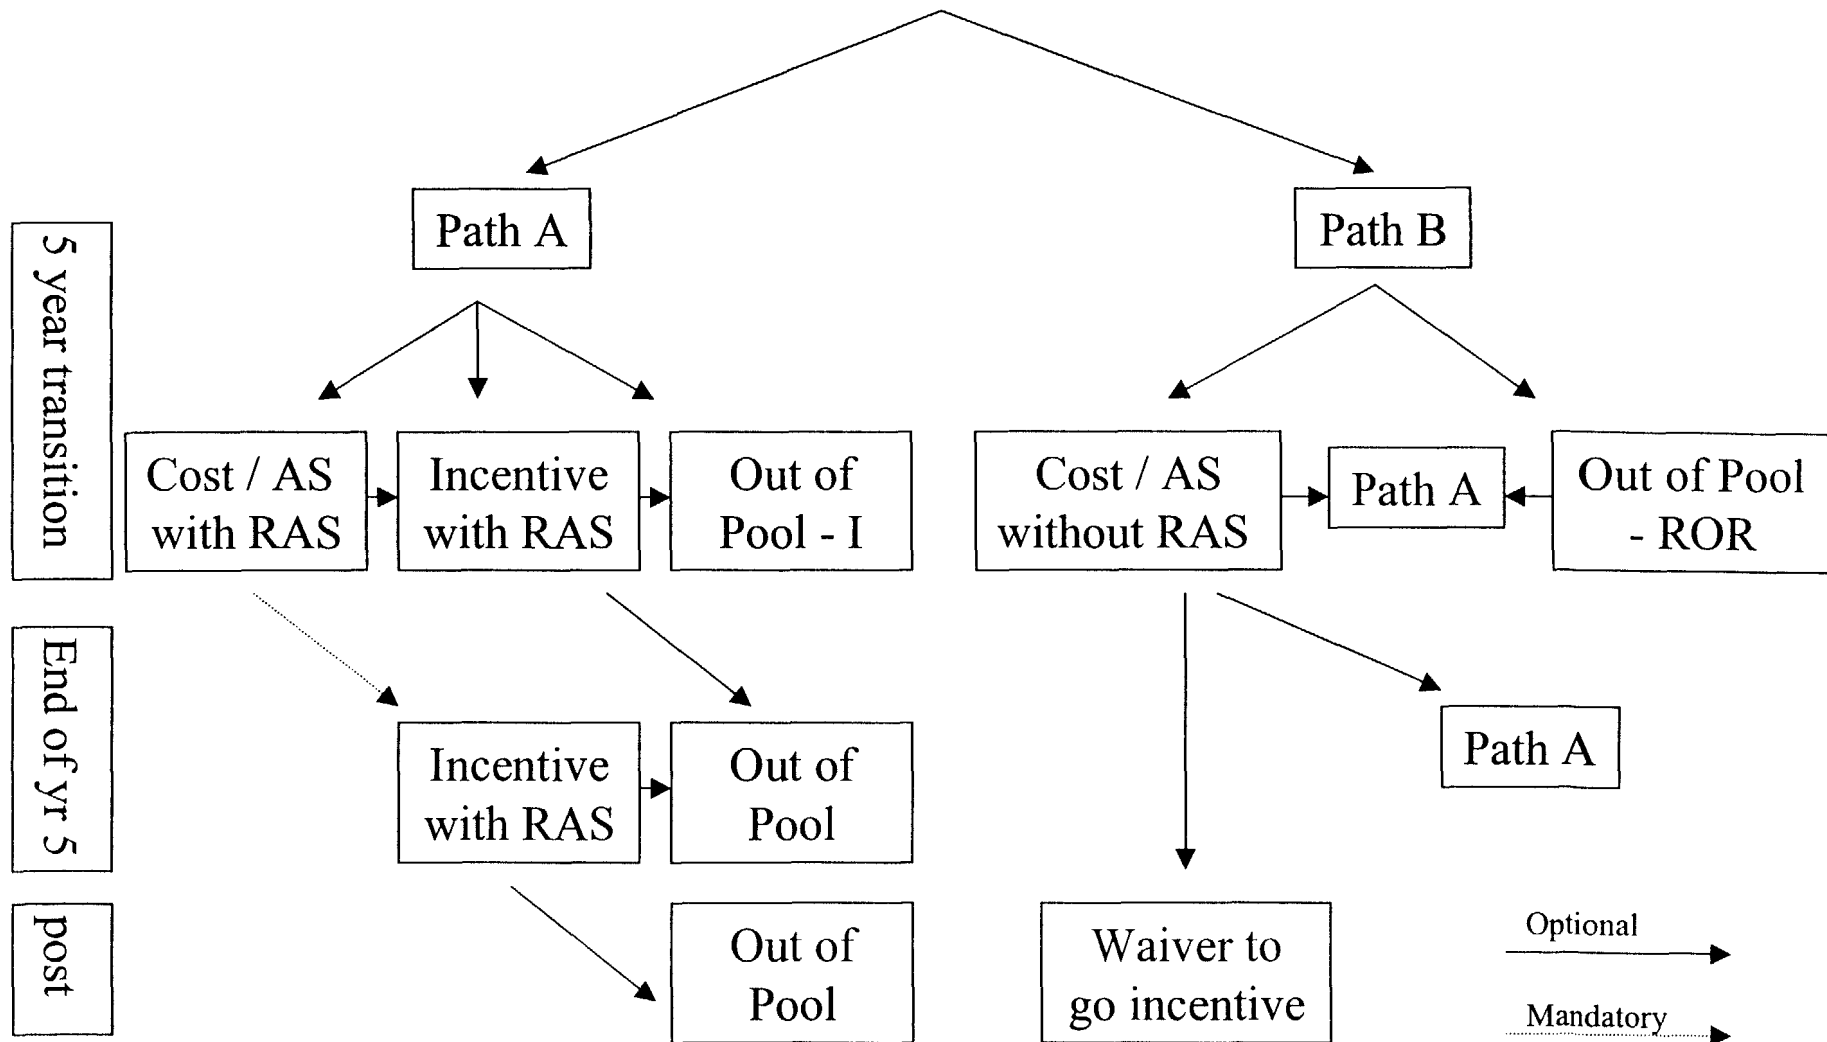 Path A
Path B
5 year transition
Cost / AS
with RAS
Incentive
with RAS
Out of
Pool - I
Cost / AS
without RAS
Path A
Out of Pool
- ROR
End of yr 5
Incentive
with RAS
Out of
Pool
Path A
post
Out of
Pool
Waiver to
go incentive
Optional
Mandatory